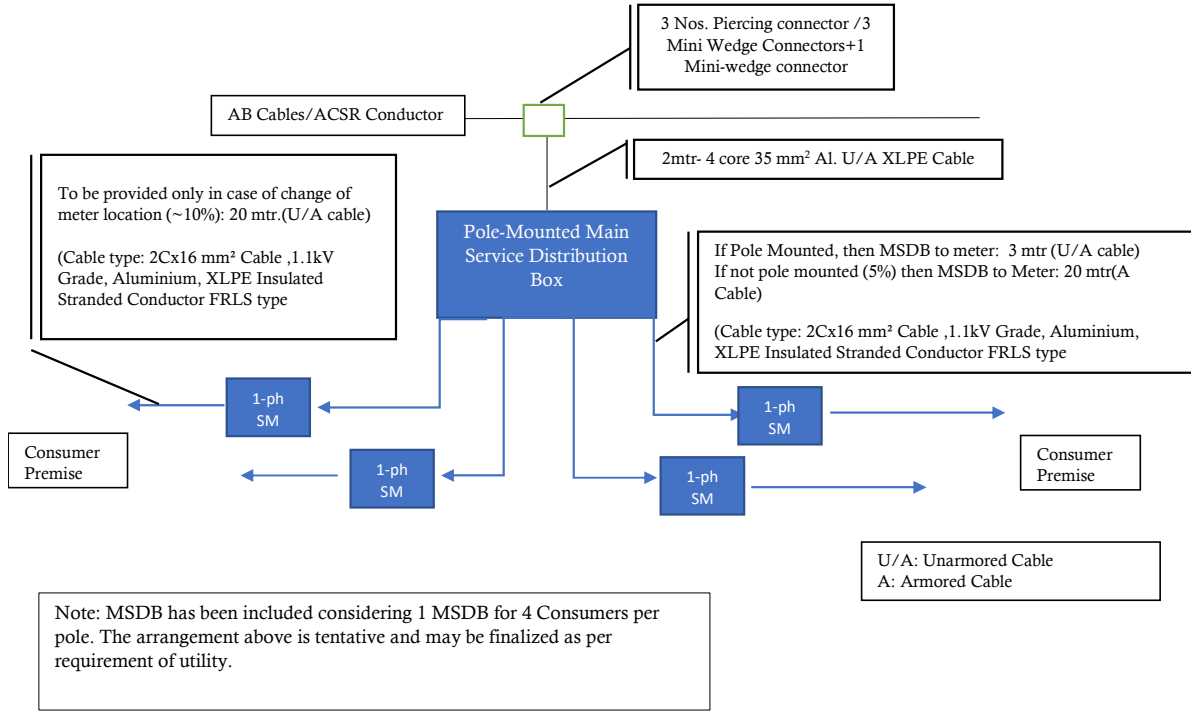 3 Nos. Piercing connector /3
Mini Wedge Connectors+1
Mini-wedge connector
AB Cables/ACSR Conductor
2mtr- 4 core 35 mm² Al. U/A XLPE Cable
To be provided only in case of change of
meter location (~10%): 20 mtr.(U/A cable)
(Cable type: 2Cx16 mm² Cable ,1.1kV
Grade, Aluminium, XLPE Insulated
Stranded Conductor FRLS type
Pole-Mounted Main
Service Distribution
Box
If Pole Mounted, then MSDB to meter:  3 mtr (U/A cable)
If not pole mounted (5%) then MSDB to Meter: 20 mtr(A
Cable)
(Cable type: 2Cx16 mm² Cable ,1.1kV Grade, Aluminium,
XLPE Insulated Stranded Conductor FRLS type
1-ph
SM
1-ph
SM
Consumer
Premise
1-ph
SM
1-ph
SM
Consumer
Premise
U/A: Unarmored Cable
A: Armored Cable
Note: MSDB has been included considering 1 MSDB for 4 Consumers per
pole. The arrangement above is tentative and may be finalized as per
requirement of utility.